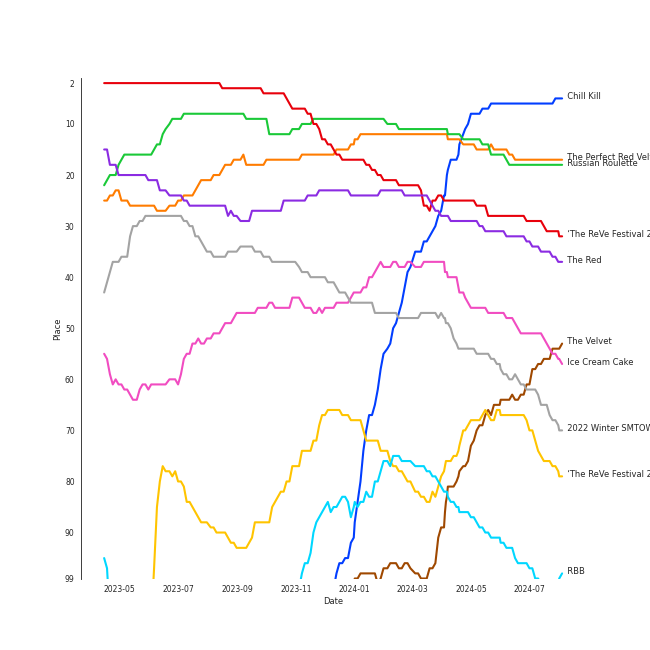 2
10
20
30
40
50
60
70
80
90
99
Place
2023-05
2023-07
2023-09
2023-11
2024-01
2024-03
2024-05
2024-07
Date
Chill Kill
The Perfect Red Vel
Russian Roulette
'The ReVe Festival 2
The Red
The Velvet
Ice Cream Cake
2022 Winter SMTOW
'The ReVe Festival 2
RBB